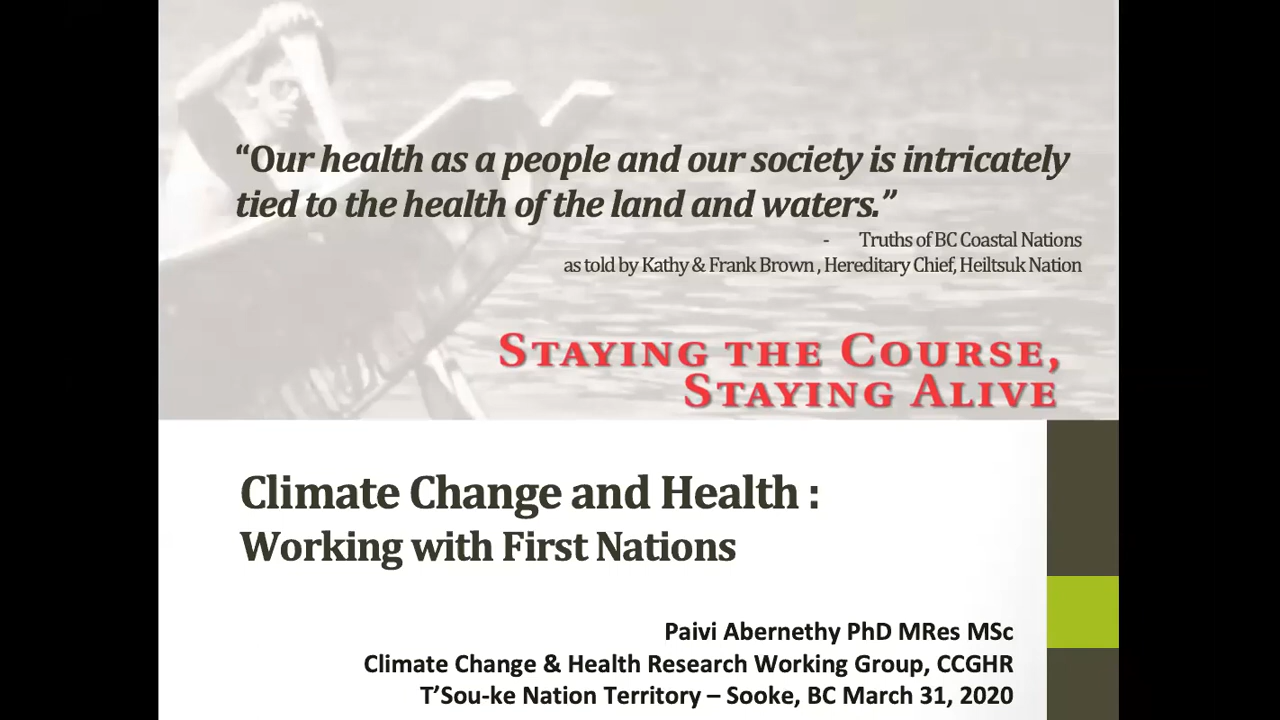 “Our health as a people and our society is intricately
tied to the health of the land and waters.”
- Truths of BC Coastal Nations
as told by Kathy & Frank Brown , Hereditary Chief, Heiltsuk Nation
STAYING THE COURSE,
STAYING ALIVE
Climate Change and Health :
Working with First Nations
Paivi Abernethy PhD MRes MSc
Climate Change & Health Research Working Group, CCGHR
T’Sou-ke Nation Territory – Sooke, BC March 31, 2020